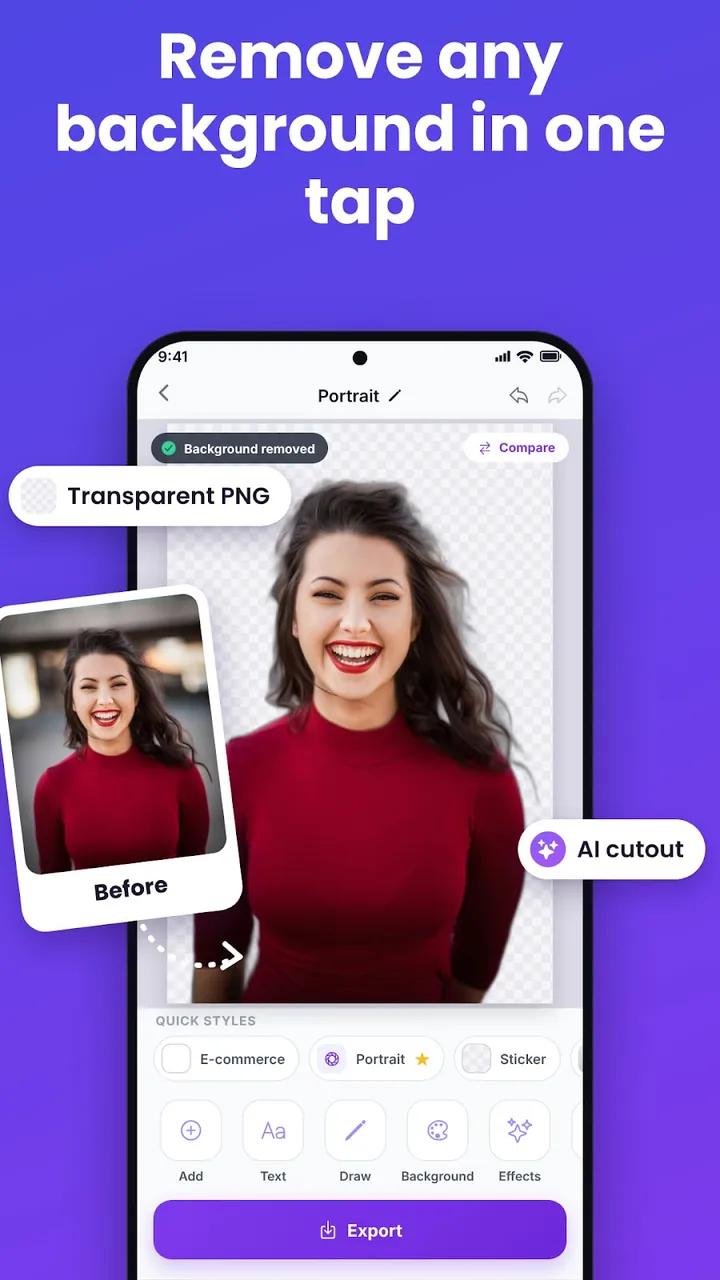 Remove any
background in one
tap
9:41
Portrait
Background removed
Compare
Transparent PNG
Before
AI cutout
QUICK STYLES
E-commerce
Portrait
Sticker
Aa
Add
Text
Draw
Background
Effects
Export